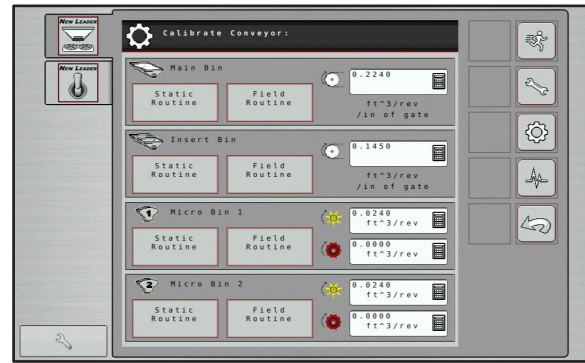 New Leader
New Leader
Calibrate Conveyor:
Main Bin
Static
Routine
Field
Routine
0.2240
ft^3/rev
/in of gate
Insert Bin
Static
Routine
Field
Routine
0.1450
ft^3/rev
/in of gate
1
Micro Bin 1
Static
Routine
Field
Routine
0.0240
ft^3/rev
0.0000
ft^3/rev
2
Micro Bin 2
Static
Routine
Field
Routine
0.0240
ft^3/rev
0.0000
ft^3/rev